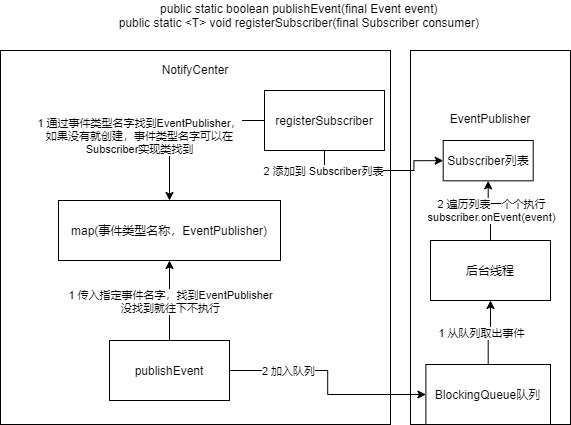 public static boolean publishEvent(final Event event)
public static <T> void registerSubscriber(final Subscriber consumer)
NotifyCenter
1 通过事件类型名字找到EventPublisher,
如果没有就创建，事件类型名字可以在
Subscriber实现类找到
registerSubscriber
2 添加到 Subscriber列表
map(事件类型名称，EventPublisher)
1 传入指定事件名字，找到EventPublisher
没找到就往下不执行
publishEvent
2 加入队列
EventPublisher
Subscriber列表
2 遍历列表一个个执行
subscriber.onEvent(event)
后台线程
1 从队列取出事件
BlockingQueue队列